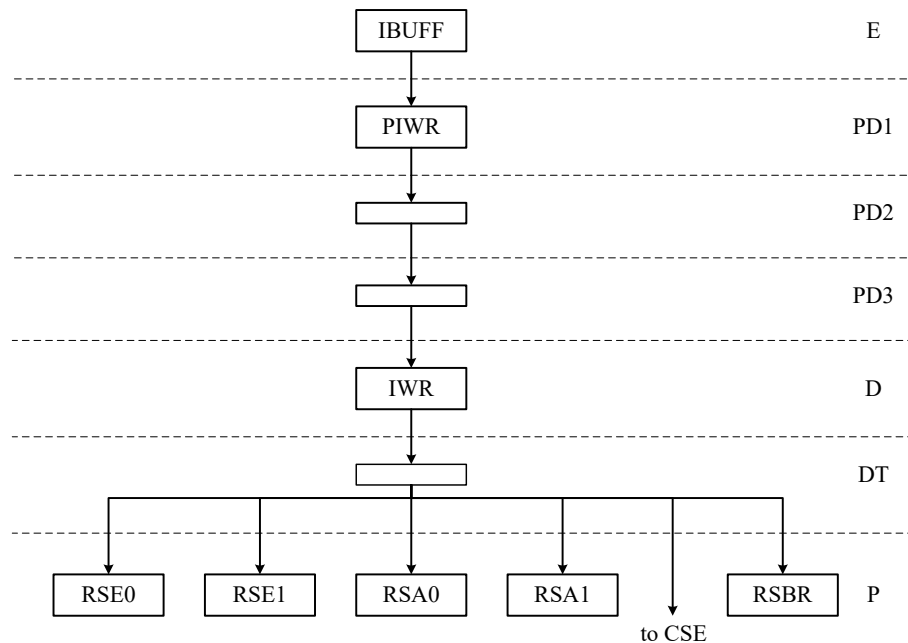 IBUFF E
PIWR PD1
PD2
PD3
IWR D
DT
RSE0 RSE1 RSA0 RSA1 RSBR P
to CSE